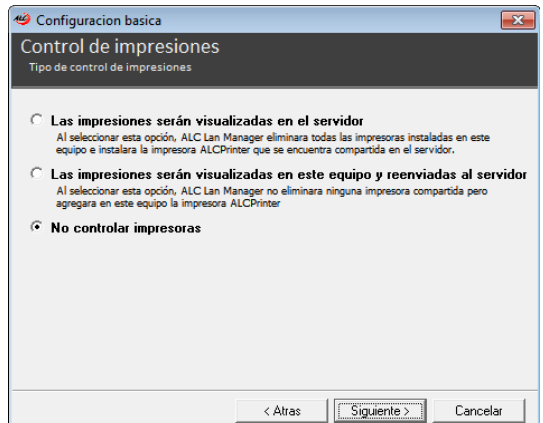 Configuracion basica
Control de impresiones
Tipo de control de impresiones
Las impresiones serán visualizadas en el servidor
Al seleccionar esta opción, ALC Lan Manager eliminara todas las impresoras instaladas en este
equipo e instalara la impresora ALCPrinter que se encuentra compartida en el servidor.
Las impresiones serán visualizadas en este equipo y reenviadas al servidor
Al seleccionar esta opción, ALC Lan Manager no eliminara ninguna impresora compartida pero
agregara en este equipo la impresora ALCPrinter
No controlar impresoras
< Atras
Siguiente >
Cancelar